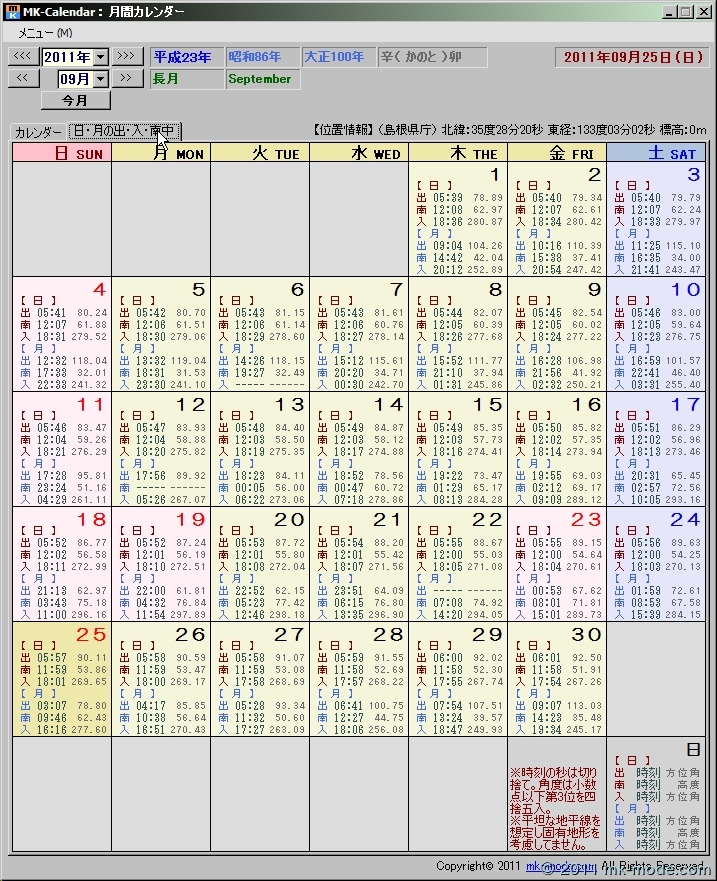 MK-Calendar : 月間カレンダー
メニュー(M)
<<< 2011年 >>> 平成23年 昭和86年 大正100年 辛(かのと)卯 2011年09月25日(日)
<< 09月 >> 長月 September
今月
カレンダー 日・月の出・入・南中 【位置情報】(島根県庁) 北緯:35度28分20秒 東経:133度03分02秒 標高:0m
日 SUN 月 MON 火 TUE 水 WED 木 THE 金 FRI 土 SAT
1 2 3
[日] [日] [日]
出 05:39 78.89 出 05:40 79.34 出 05:40 79.79
南 12:08 62.97 南 12:07 62.61 南 12:07 62.24
入 18:36 280.87 入 18:34 280.42 入 18:33 279.97
[月] [月] [月]
出 09:04 104.26 出 10:16 110.39 出 11:25 115.10
南 14:42 42.04 南 15:38 37.41 南 16:35 34.00
入 20:12 252.89 入 20:54 247.42 入 21:41 243.47
4 5 6 7 8 9 10
[日] [日] [日] [日] [日] [日] [日]
出 05:41 80.24 出 05:42 80.70 出 05:43 81.15 出 05:43 81.61 出 05:44 82.07 出 05:45 82.54 出 05:46 83.00
南 12:07 61.88 南 12:06 61.51 南 12:06 61.14 南 12:06 60.76 南 12:05 60.39 南 12:05 60.02 南 12:05 59.64
入 18:31 279.52 入 18:30 279.06 入 18:29 278.60 入 18:27 278.14 入 18:26 277.68 入 18:24 277.22 入 18:23 276.75
[月] [月] [月] [月] [月] [月] [月]
出 12:32 118.04 出 13:32 119.04 出 14:26 118.15 出 15:12 115.61 出 15:52 111.77 出 16:28 106.98 出 16:59 101.57
南 17:33 32.01 南 18:31 31.53 南 19:27 32.49 南 20:20 34.71 南 21:10 37.94 南 21:56 41.92 南 22:41 46.40
入 22:33 241.32 入 23:30 241.10 入 ----- ------ 入 00:30 242.70 入 01:31 245.86 入 02:32 250.21 入 03:31 255.40
11 12 13 14 15 16 17
[日] [日] [日] [日] [日] [日] [日]
出 05:46 83.47 出 05:47 83.93 出 05:48 84.40 出 05:49 84.87 出 05:49 85.35 出 05:50 85.82 出 05:51 86.29
南 12:04 59.26 南 12:04 58.88 南 12:03 58.50 南 12:03 58.12 南 12:03 57.73 南 12:02 57.35 南 12:02 56.96
入 18:21 276.29 入 18:20 275.82 入 18:19 275.35 入 18:17 274.88 入 18:16 274.41 入 18:14 273.94 入 18:13 273.46
[月] [月] [月] [月] [月] [月] [月]
出 17:28 95.81 出 17:56 89.92 出 18:23 84.11 出 18:52 78.56 出 19:22 73.47 出 19:55 69.03 出 20:31 65.45
南 23:24 51.16 南 ----- ------ 南 00:05 56.00 南 00:47 60.72 南 01:29 65.17 南 02:12 69.17 南 02:57 72.56
入 04:29 261.11 入 05:26 267.07 入 06:22 273.06 入 07:18 278.86 入 08:13 284.28 入 09:09 289.12 入 10:05 293.16
18 19 20 21 22 23 24
[日] [日] [日] [日] [日] [日] [日]
出 05:52 86.77 出 05:52 87.24 出 05:53 87.72 出 05:54 88.20 出 05:55 88.67 出 05:55 89.15 出 05:56 89.63
南 12:02 56.58 南 12:01 56.19 南 12:01 55.80 南 12:01 55.42 南 12:00 55.03 南 12:00 54.64 南 12:00 54.25
入 18:11 272.99 入 18:10 272.51 入 18:08 272.04 入 18:07 271.56 入 18:05 271.08 入 18:04 270.61 入 18:03 270.13
[月] [月] [月] [月] [月] [月] [月]
出 21:13 62.97 出 22:00 61.81 出 22:52 62.15 出 23:51 64.09 出 ----- ------ 出 00:53 67.62 出 01:59 72.61
南 03:43 75.18 南 04:32 76.84 南 05:23 77.42 南 06:15 76.80 南 07:08 74.92 南 08:01 71.81 南 08:53 67.58
入 11:00 296.16 入 11:54 297.89 入 12:46 298.18 入 13:35 296.90 入 14:20 294.05 入 15:01 289.73 入 15:39 284.15
25 26 27 28 29 30
[日] [日] [日] [日] [日] [日]
出 05:57 90.11 出 05:58 90.59 出 05:58 91.07 出 05:59 91.55 出 06:00 92.02 出 06:01 92.50
南 11:59 53.86 南 11:59 53.47 南 11:59 53.08 南 11:58 52.69 南 11:58 52.30 南 11:58 51.91
入 18:01 269.65 入 18:00 269.17 入 17:58 268.69 入 17:57 268.22 入 17:55 267.74 入 17:54 267.26
[月] [月] [月] [月] [月] [月]
出 03:07 78.80 出 04:17 85.85 出 05:28 93.34 出 06:41 100.75 出 07:54 107.51 出 09:07 113.03
南 09:46 62.43 南 10:38 56.64 南 11:32 50.60 南 12:27 44.75 南 13:24 39.57 南 14:23 35.48
入 16:16 277.60 入 16:51 270.43 入 17:27 263.09 入 18:06 256.01 入 18:47 249.93 入 19:34 245.17
※時刻の秒は切り
捨て。角度は小数
点以下第3位を四
捨五入。
※平坦な地平線を
想定し固有地形を
考慮してません。
日
[日]
出 時刻 方位角
南 時刻 高度
入 時刻 方位角
[月]
出 時刻 方位角
南 時刻 高度
入 時刻 方位角
Copyright© 2011 mk-mode.com All Rights Reserved.
© 2011 mk-mode.com